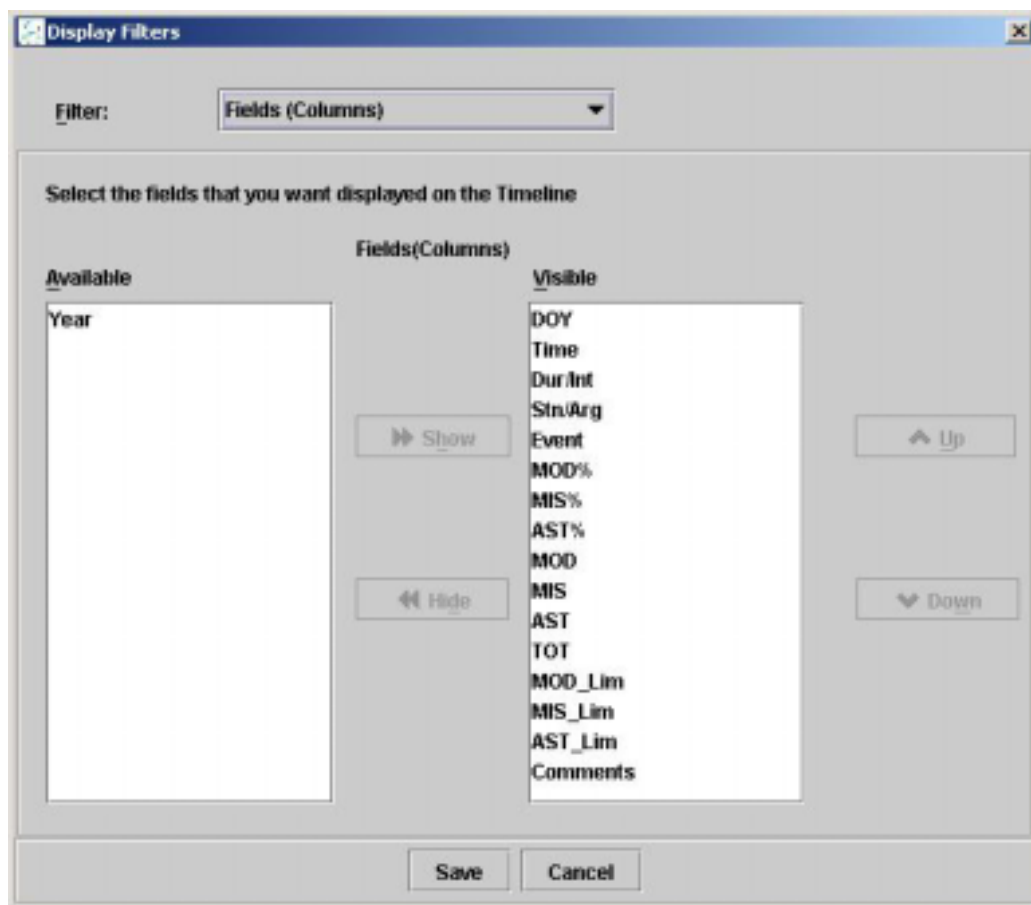 Display Filters
Filter: Fields (Columns)
Select the fields that you want displayed on the Timeline
Fields(Columns)
Available
Year
Show
Hide
Visible
DOY
Time
Dur/Int
Stn/Arg
Event
MOD%
MIS%
AST%
MOD
MIS
AST
TOT
MOD_Lim
MIS_Lim
AST_Lim
Comments
Up
Down
Save Cancel